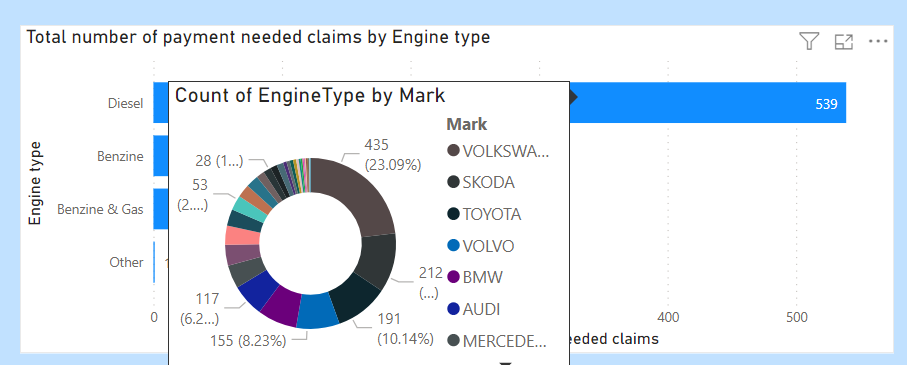 Total number of payment needed claims by Engine type
Engine type
Diesel
539
Benzine
Benzine & Gas
Other
1
0
400
500
eeded claims
Count of EngineType by Mark
435
(23.09%)
212
(...)
191
(10.14%)
155 (8.23%)
117
(6.2...)
53
(2....)
28 (1...)
Mark
VOLKSWA...
SKODA
TOYOTA
VOLVO
BMW
AUDI
MERCEDE...